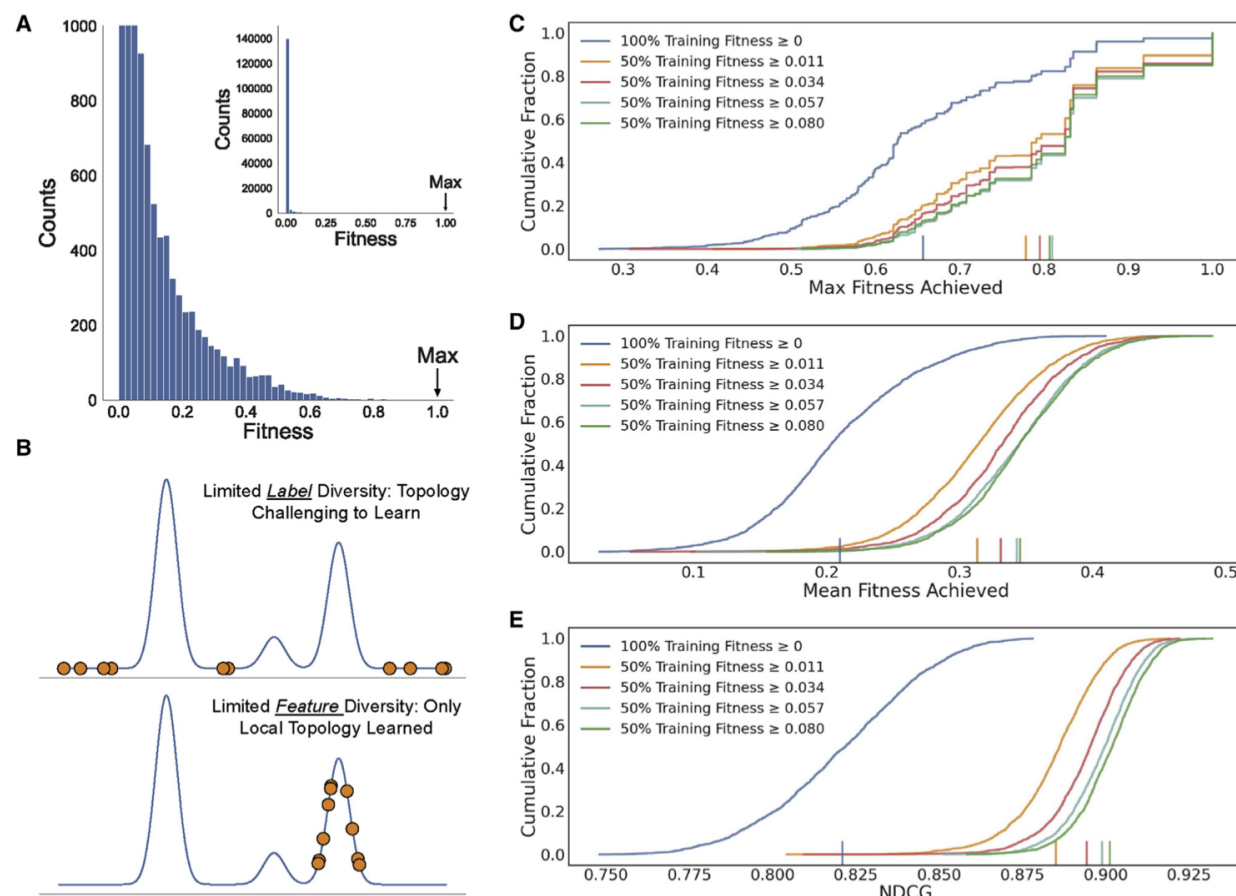 A
1000
800
600
400
200
0
Counts
0.0 0.2 0.4 0.6 0.8 1.0
Fitness
Max
140000
120000
100000
80000
60000
40000
20000
0
Counts
Max
0.00 0.25 0.50 0.75 1.00
Fitness
B
Limited Label Diversity: Topology
Challenging to Learn
Limited Feature Diversity: Only
Local Topology Learned
C
100% Training Fitness ≥ 0
50% Training Fitness ≥ 0.011
50% Training Fitness ≥ 0.034
50% Training Fitness ≥ 0.057
50% Training Fitness ≥ 0.080
1.0
0.8
0.6
0.4
0.2
0.0
Cumulative Fraction
0.3 0.4 0.5 0.6 0.7 0.8 0.9 1.0
Max Fitness Achieved
D
100% Training Fitness ≥ 0
50% Training Fitness ≥ 0.011
50% Training Fitness ≥ 0.034
50% Training Fitness ≥ 0.057
50% Training Fitness ≥ 0.080
1.0
0.8
0.6
0.4
0.2
0.0
Cumulative Fraction
0.1 0.2 0.3 0.4 0.5
Mean Fitness Achieved
E
100% Training Fitness ≥ 0
50% Training Fitness ≥ 0.011
50% Training Fitness ≥ 0.034
50% Training Fitness ≥ 0.057
50% Training Fitness ≥ 0.080
1.0
0.8
0.6
0.4
0.2
0.0
Cumulative Fraction
0.750 0.775 0.800 0.825 0.850 0.875 0.900 0.925
NDCG